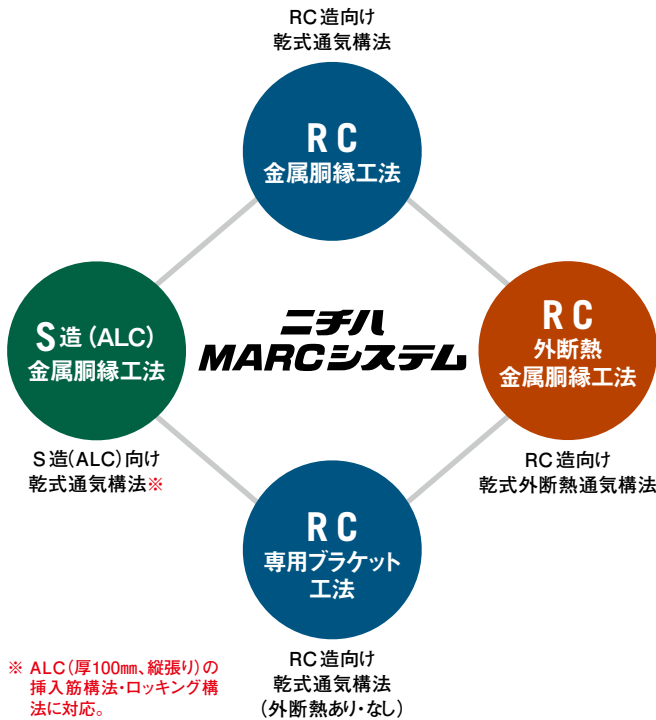 RC造向け
乾式通気構法
RC
金属胴縁工法
S造(ALC)
金属胴縁工法
S造(ALC)向け
乾式通気構法※
ニチハ
MARCシステム
RC
外断熱
金属胴縁工法
RC造向け
乾式外断熱通気構法
RC
専用ブラケット
工法
RC造向け
乾式通気構法
(外断熱あり・なし)
※ ALC(厚100㎜、縦張り)の
挿入筋構法・ロッキング構
法に対応。